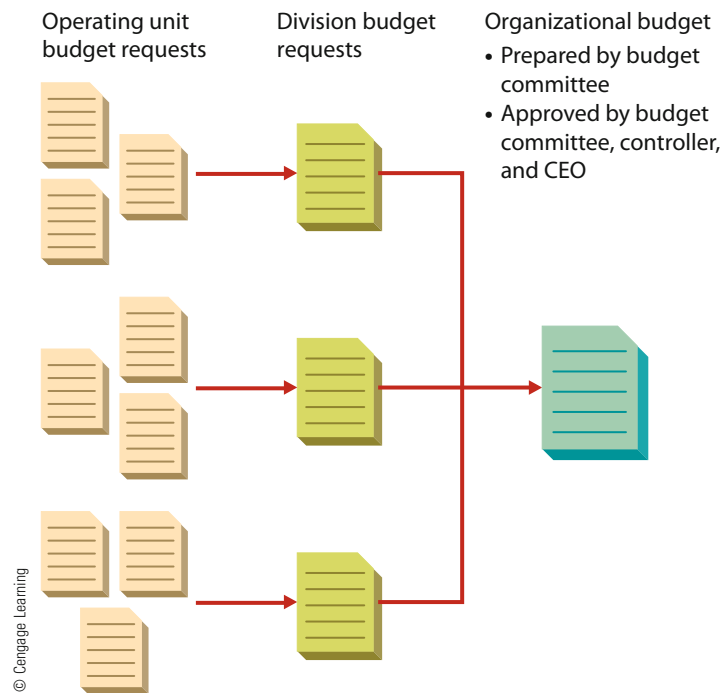 Operating unit
budget requests
Division budget
requests
Organizational budget
• Prepared by budget
committee
• Approved by budget
committee, controller,
and CEO
© Cengage Learning